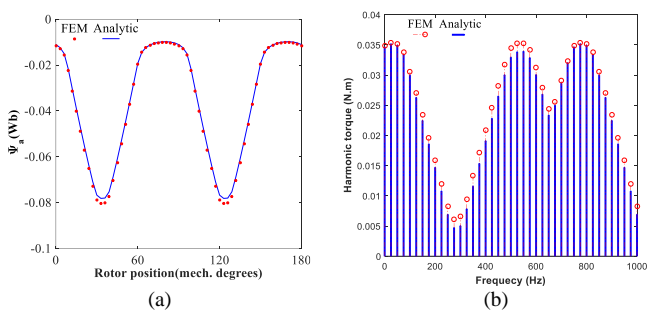 FEM Analytic
0
-0.02
-0.04
-0.06
-0.08
-0.1
Ψa(Wb)
0 60 120 180
Rotor position(mech. degrees)
(a)
FEM Analytic
0.04
0.035
0.03
0.025
0.02
0.015
0.01
0.005
0
Harmonic torque (N.m)
0 200 400 600 800 1000
Frequecy (Hz)
(b)